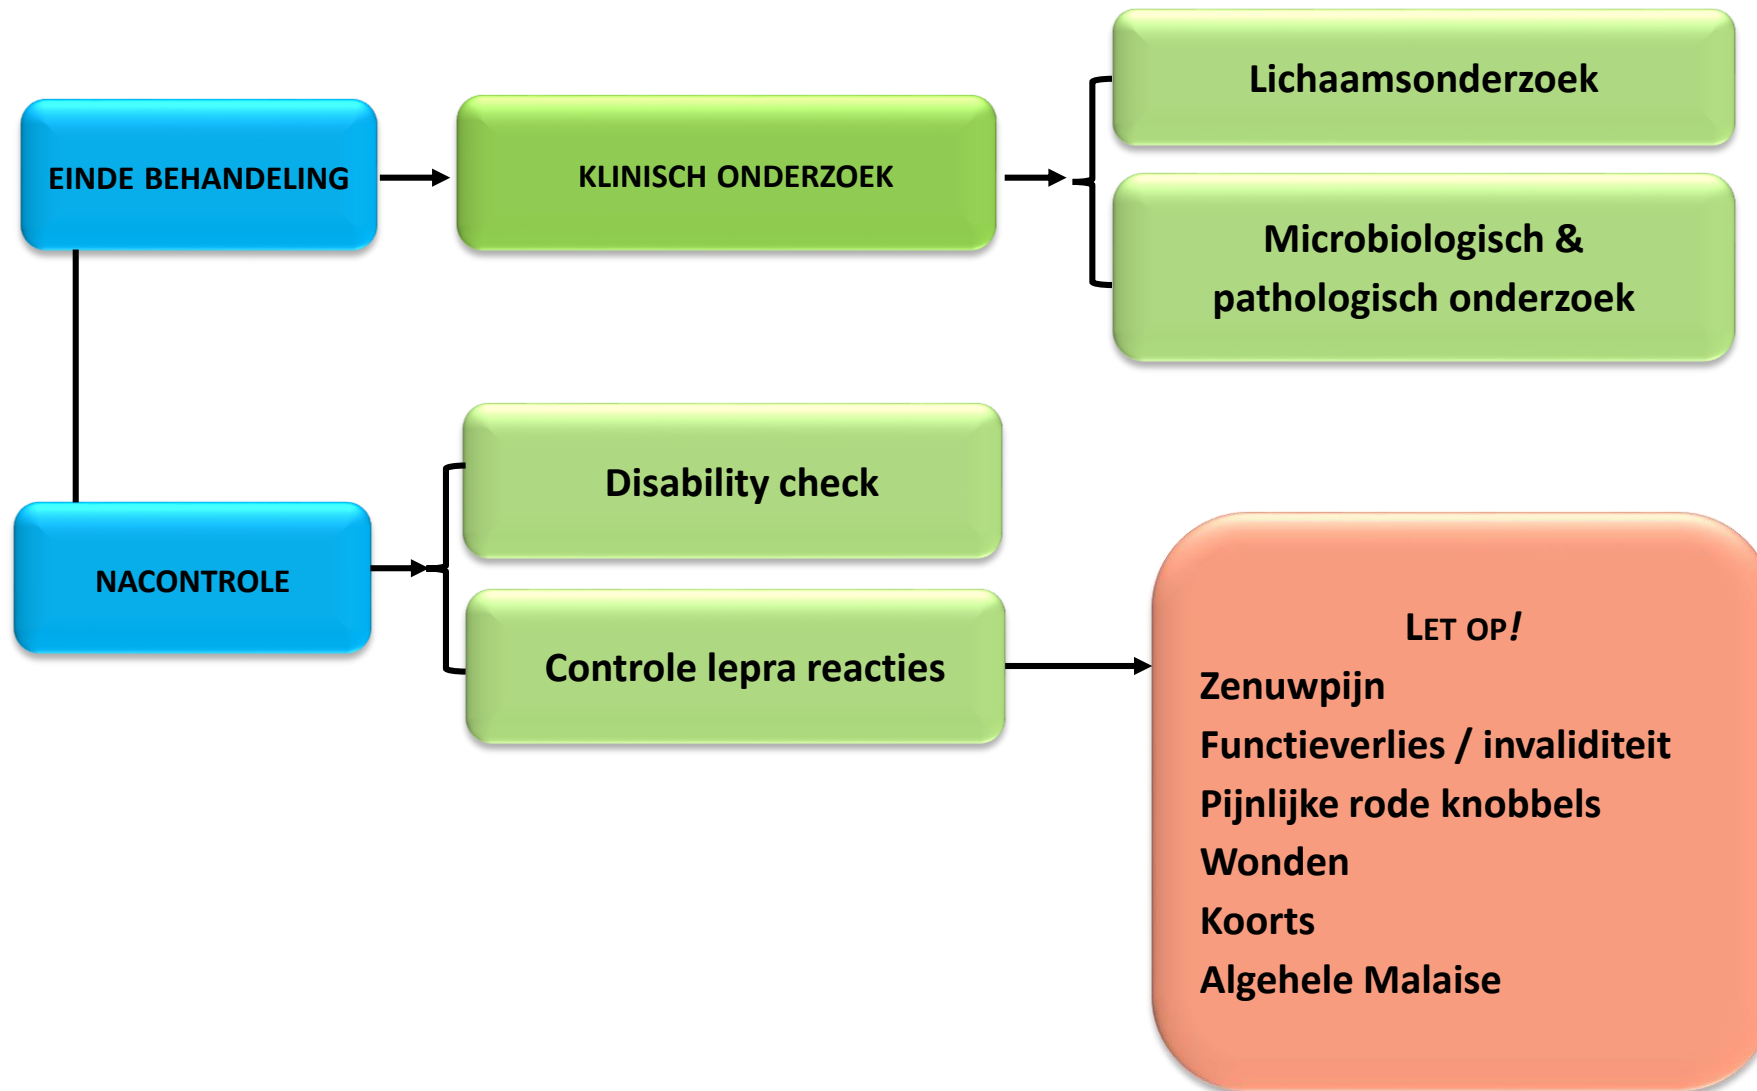 EINDE BEHANDELING
KLINISCH ONDERZOEK
Lichaamsonderzoek
Microbiologisch &
pathologisch onderzoek
NACONTROLE
Disability check
Controle lepra reacties
LET OP!
Zenuwpijn
Functieverlies / invaliditeit
Pijnlijke rode knobbels
Wonden
Koorts
Algehele Malaise